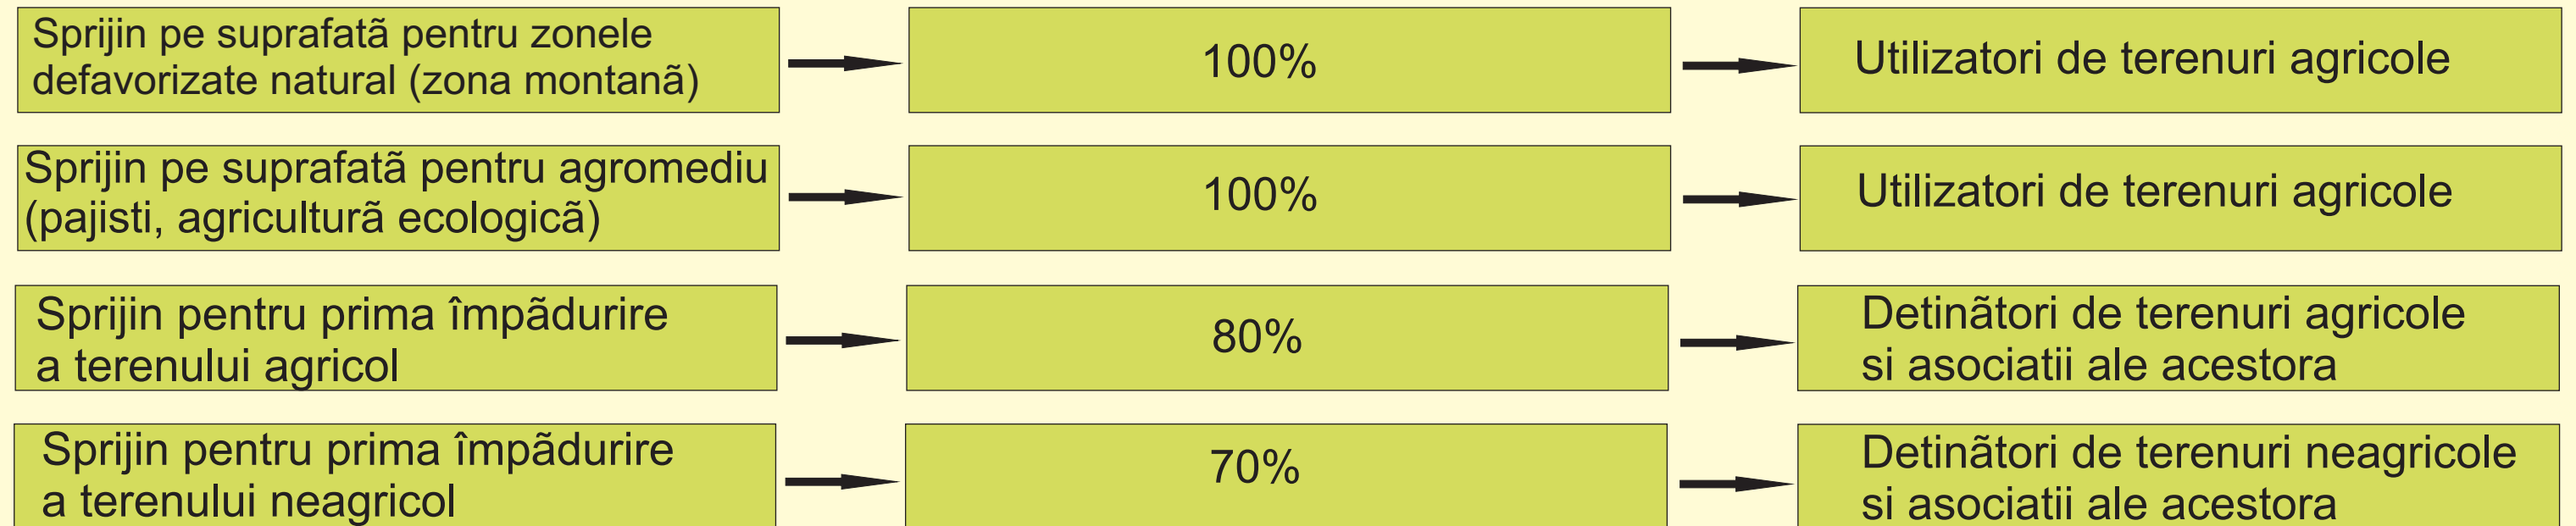 Sprijin pe suprafatã pentru zonele
defavorizate natural (zona montanã)
100%
Utilizatori de terenuri agricole
Sprijin pe suprafatã pentru agromediu
(pajisti, agriculturã ecologicã)
100%
Utilizatori de terenuri agricole
Sprijin pentru prima împãdurire
a terenului agricol
80%
Detinãtori de terenuri agricole
si asociatii ale acestora
Sprijin pentru prima împãdurire
a terenului neagricol
70%
Detinãtori de terenuri neagricole
si asociatii ale acestora